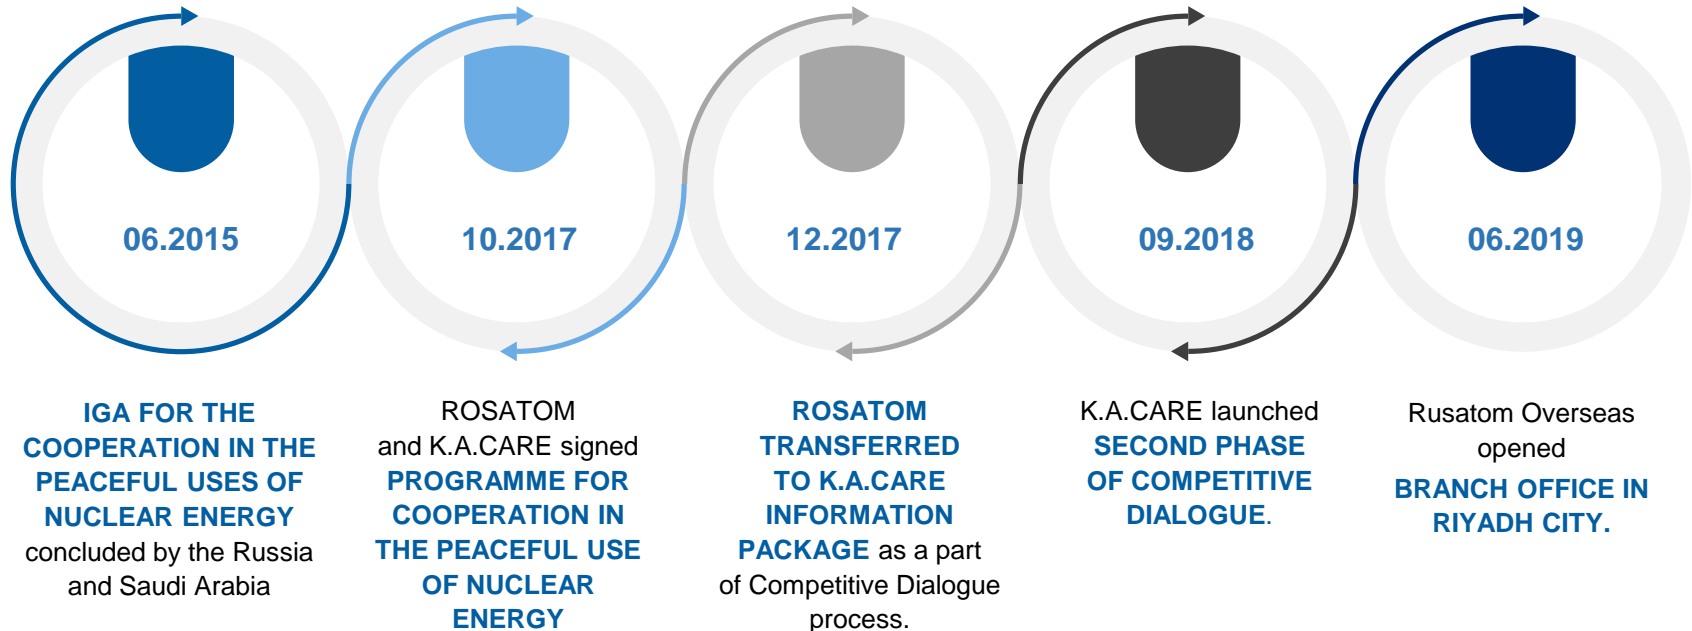 06.2015
IGA FOR THE
COOPERATION IN THE
PEACEFUL USES OF
NUCLEAR ENERGY
concluded by the Russia
and Saudi Arabia
10.2017
ROSATOM
and K.A.CARE signed
PROGRAMME FOR
COOPERATION IN
THE PEACEFUL USE
OF NUCLEAR
ENERGY
12.2017
ROSATOM
TRANSFERRED
TO K.A.CARE
INFORMATION
PACKAGE as a part
of Competitive Dialogue
process.
09.2018
K.A.CARE launched
SECOND PHASE
OF COMPETITIVE
DIALOGUE.
06.2019
Rusatom Overseas
opened
BRANCH OFFICE IN
RIYADH CITY.